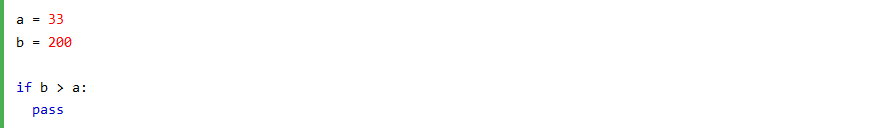 a = 33
b = 200
if b > a:
  pass